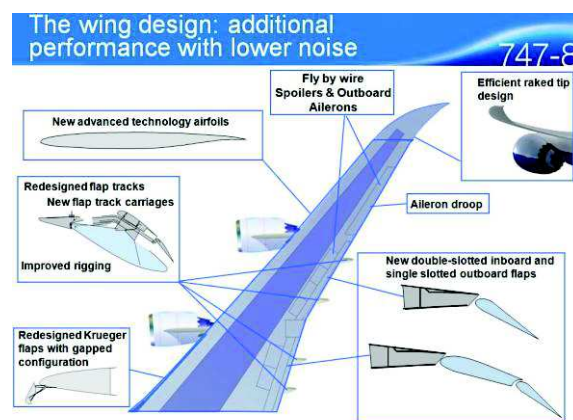 The wing design: additional
performance with lower noise
747-8
Fly by wire
Spoilers & Outboard
Ailerons
Efficient raked tip
design
New advanced technology airfoils
Redesigned flap tracks
New flap track carriages
Improved rigging
Aileron droop
New double-slotted inboard and
single slotted outboard flaps
Redesigned Krueger
flaps with gapped
configuration